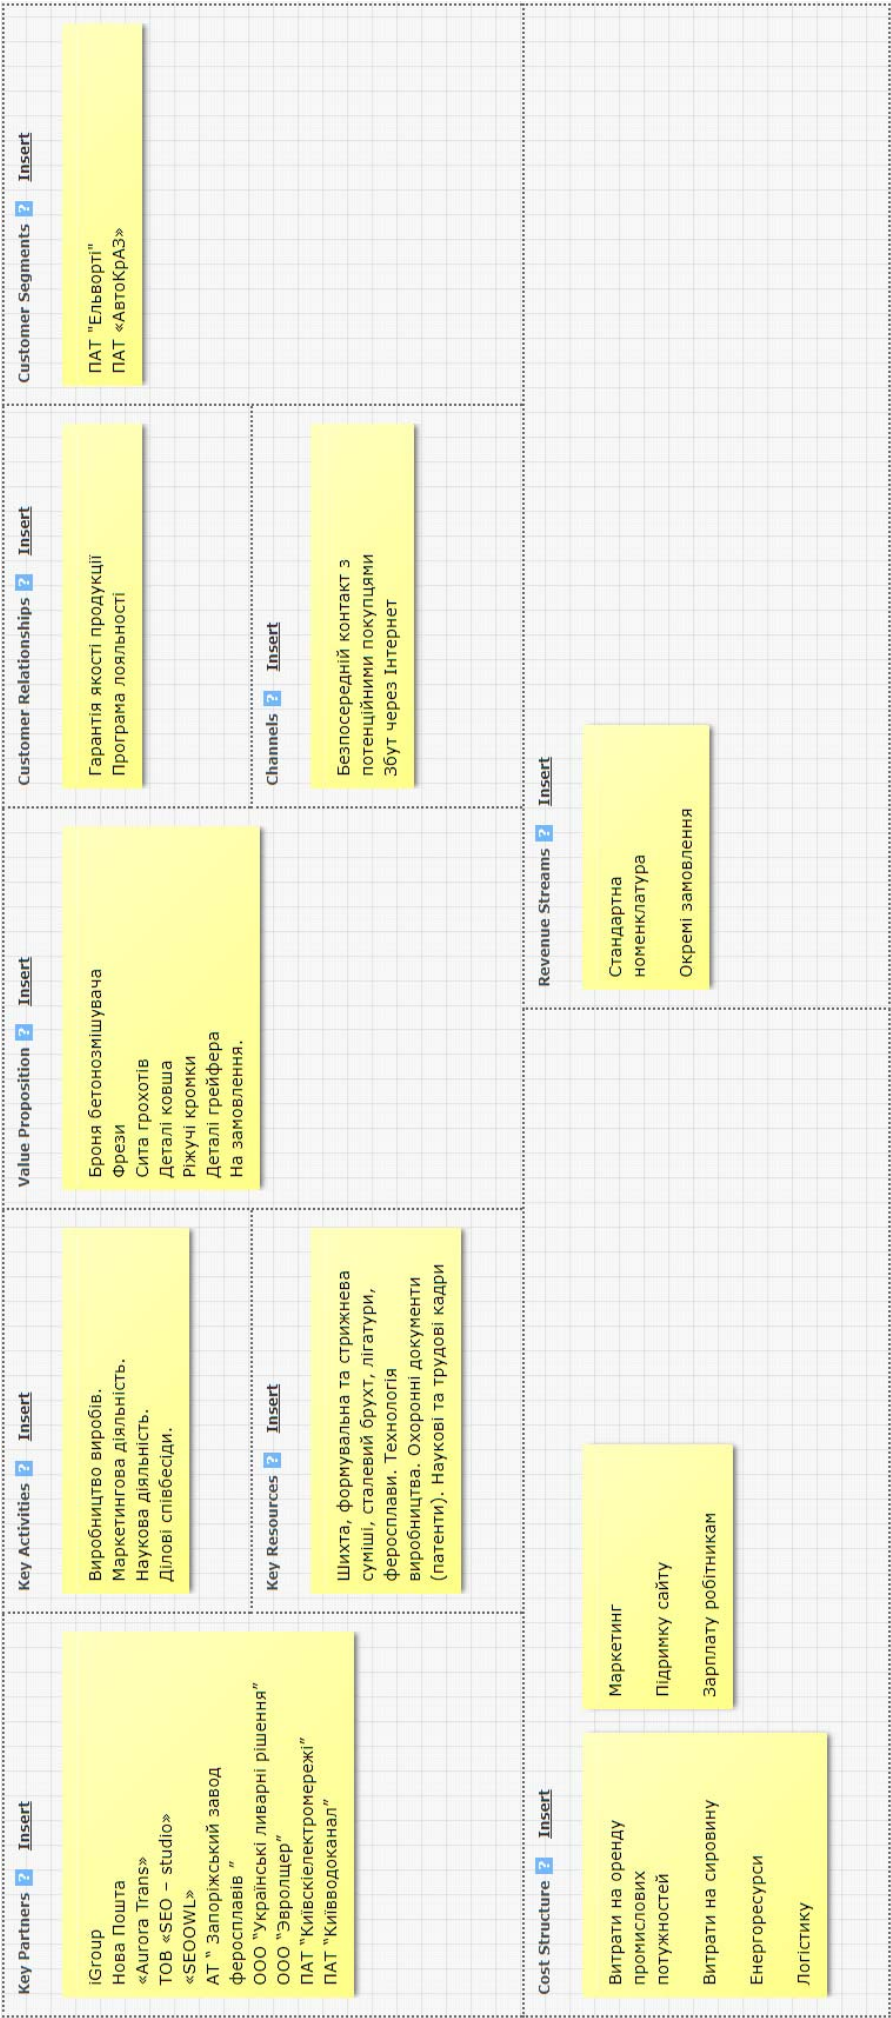 Key Partners ? Insert
iGroup
Нова Пошта
«Aurora Trans»
ТОВ «SEO – studio»
«SEOOWL»
АТ “ Запоріжський завод
феросплавів ”
ООО “Українські ливарні рішення”
ООО “Эвролщер”
ПАТ “Київскіелектромережі”
ПАТ “Київводоканал”
Key Activities ? Insert
Виробництво виробів.
Маркетингова діяльність.
Наукова діяльність.
Ділові співбесіди.
Key Resources ? Insert
Шихта, формувальна та стрижнева
суміші, сталевий брухт, лігатури,
феросплави. Технологія
виробництва. Охоронні документи
(патенти). Наукові та трудові кадри
Value Proposition ? Insert
Броня бетонозмішувача
Фрези
Сита грохотів
Деталі ковша
Ріжучі кромки
Деталі грейфера
На замовлення.
Customer Relationships ? Insert
Гарантія якості продукції
Програма лояльності
Channels ? Insert
Безпосередній контакт з
потенційними покупцями
Збут через Інтернет
Customer Segments ? Insert
ПАТ "Ельворті"
ПАТ «АвтоКрАЗ»
Cost Structure ? Insert
Витрати на оренду
промислових
потужностей
Витрати на сировину
Енергоресурси
Логістику
Маркетинг
Підримку сайту
Зарплату робітникам
Revenue Streams ? Insert
Стандартна
номенклатура
Окремі замовлення